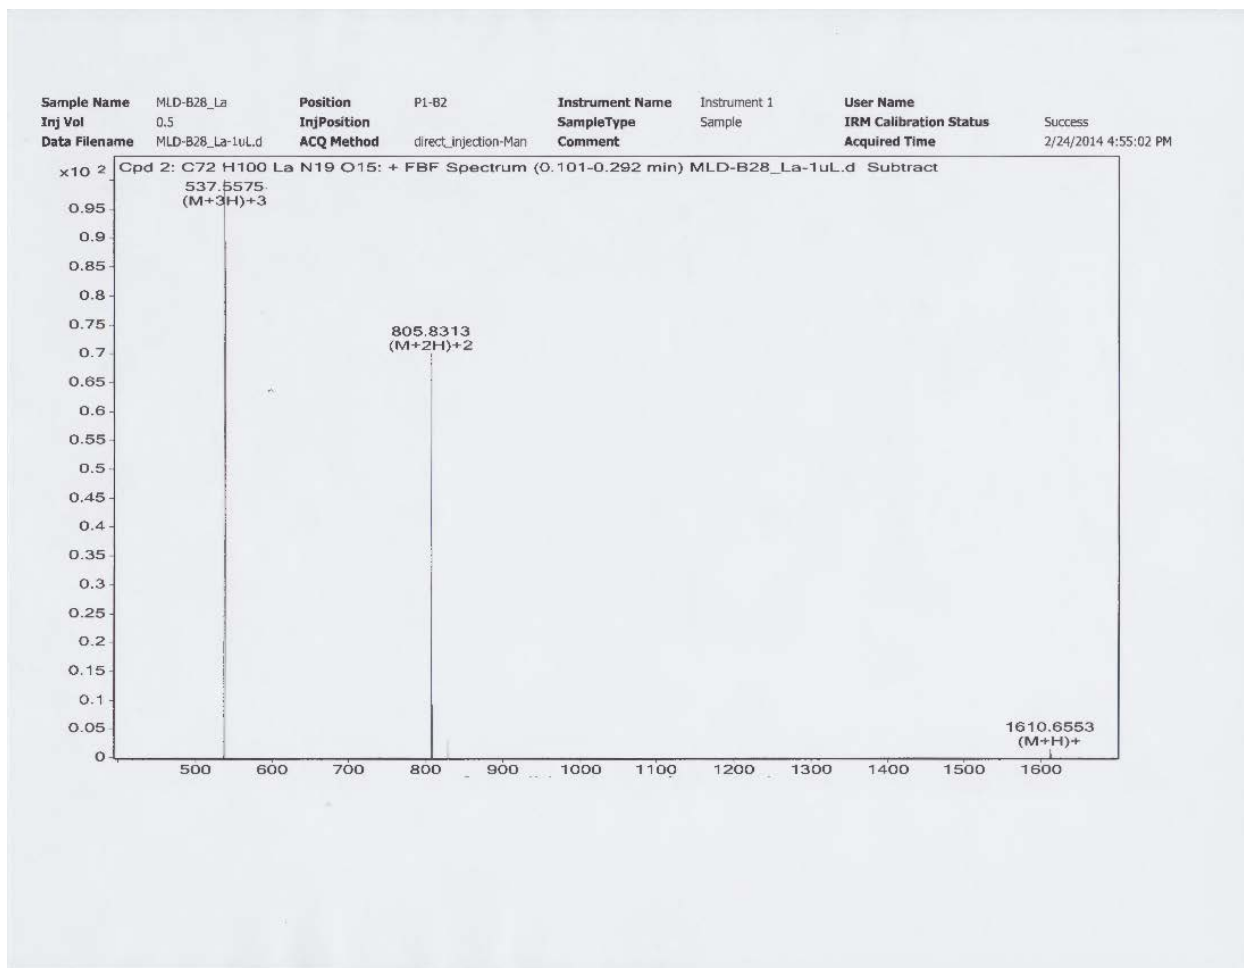 Sample Name MLD-B28_La Position P1-B2 Instrument Name Instrument 1 User Name
Inj Vol 0.5 InjPosition SampleType Sample IRM Calibration Status Success
Data Filename MLD-B28_La-1uL.d ACQ Method direct_injection-Man Comment Acquired Time 2/24/2014 4:55:02 PM
x10 2 Cpd 2: C72 H100 La N19 O15: + FBF Spectrum (0.101-0.292 min) MLD-B28_La-1uL.d Subtract
537.5575
(M+3H)+3
0.95
0.9
0.85
0.8
0.75
805.8313
(M+2H)+2
0.7
0.65
0.6
0.55
0.5
0.45
0.4
0.35
0.3
0.25
0.2
0.15
0.1
0.05
1610.6553
(M+H)+
0
500 600 700 800 900 1000 1100 1200 1300 1400 1500 1600